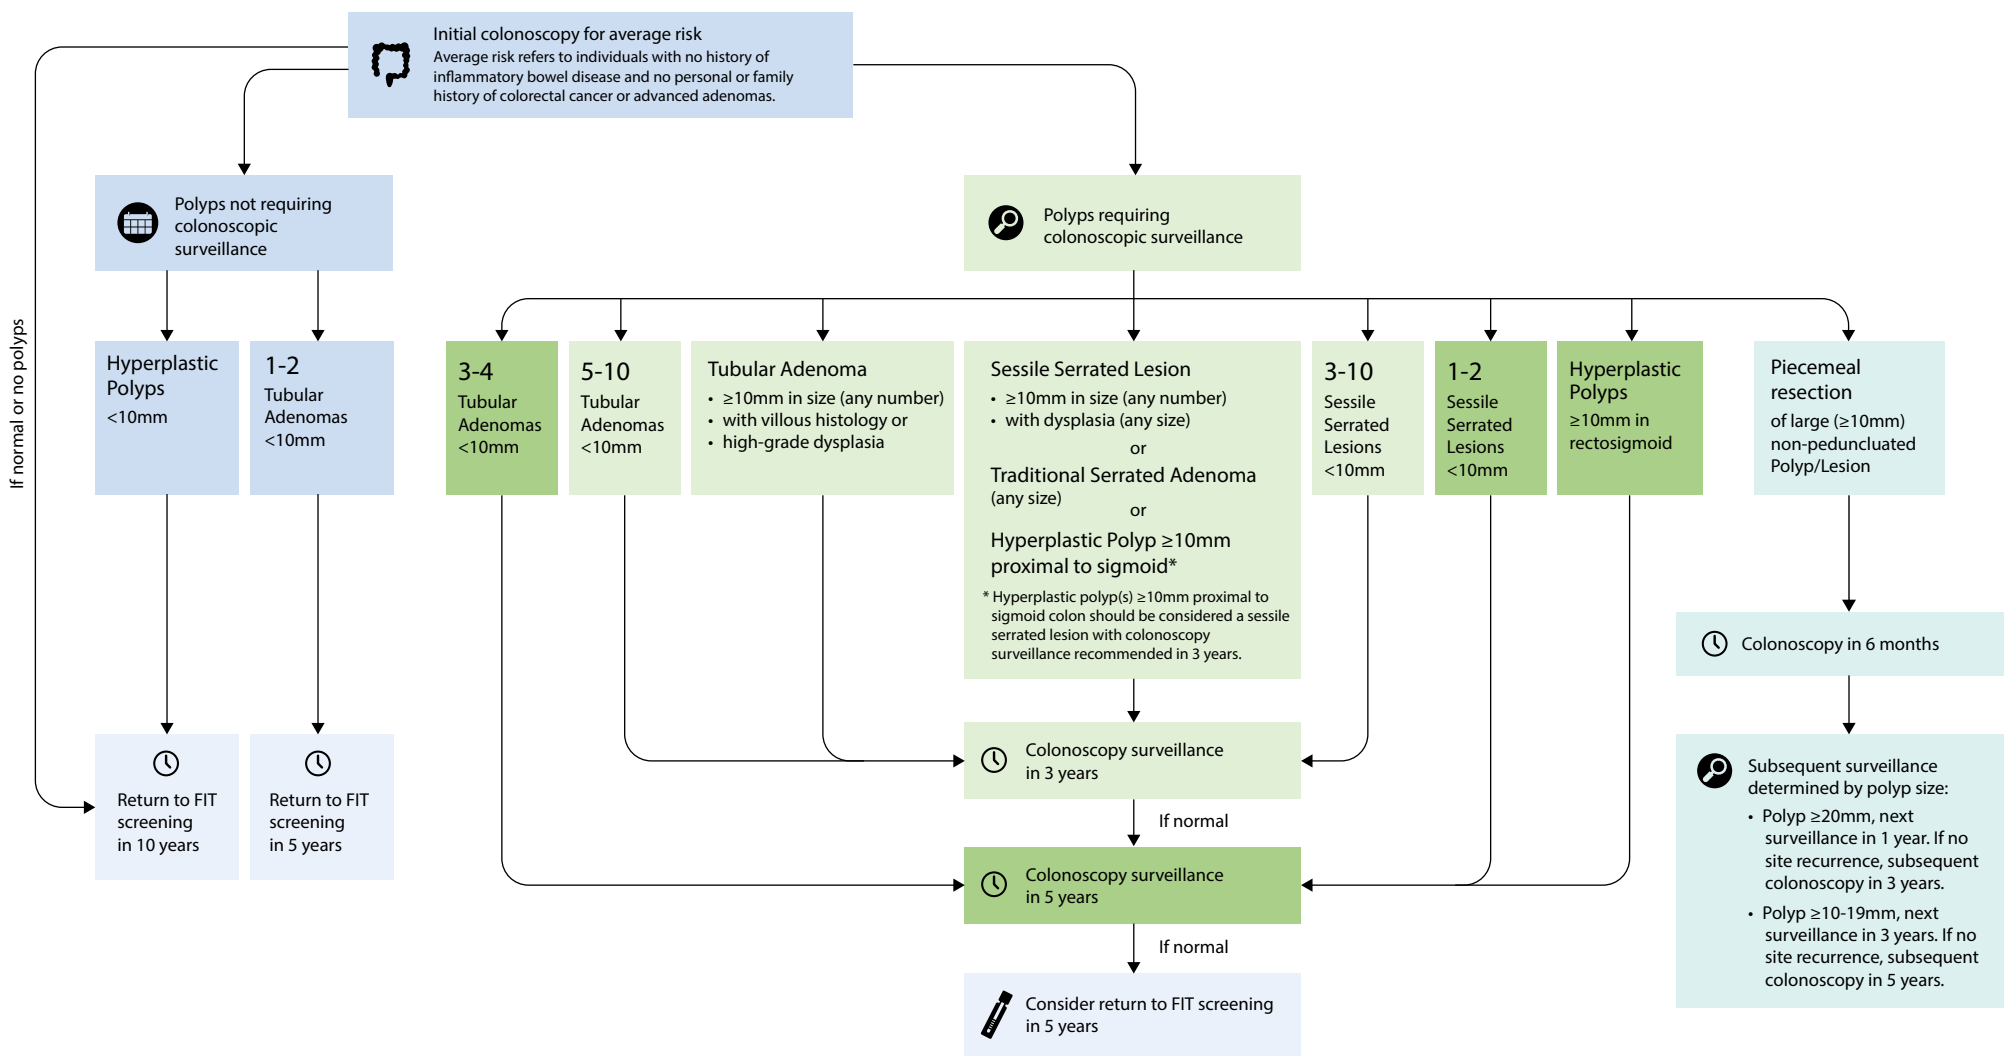 Initial colonoscopy for average risk
Average risk refers to individuals with no history of
inflammatory bowel disease and no personal or family
history of colorectal cancer or advanced adenomas.
If normal or no polyps
Polyps not requiring
colonoscopic
surveillance
Polyps requiring
colonoscopic surveillance
Hyperplastic
Polyps
<10mm
1-2
Tubular
Adenomas
<10mm
3-4
Tubular
Adenomas
<10mm
5-10
Tubular
Adenomas
<10mm
Tubular Adenoma
• ≥10mm in size (any number)
• with villous histology or
• high-grade dysplasia
Sessile Serrated Lesion
• ≥10mm in size (any number)
• with dysplasia (any size)
or
Traditional Serrated Adenoma
(any size)
or
Hyperplastic Polyp ≥10mm
proximal to sigmoid*
* Hyperplastic polyp(s) ≥10mm proximal to
sigmoid colon should be considered a sessile
serrated lesion with colonoscopy
surveillance recommended in 3 years.
3-10
Sessile
Serrated
Lesions
<10mm
1-2
Sessile
Serrated
Lesions
<10mm
Hyperplastic
Polyps
≥10mm in
rectosigmoid
Piecemeal
resection
of large (≥10mm)
non-pedunculated
Polyp/Lesion
Return to FIT
screening
in 10 years
Return to FIT
screening
in 5 years
Colonoscopy surveillance
in 3 years
If normal
Colonoscopy surveillance
in 5 years
If normal
Consider return to FIT screening
in 5 years
Colonoscopy in 6 months
Subsequent surveillance
determined by polyp size:
• Polyp ≥20mm, next
surveillance in 1 year. If no
site recurrence, subsequent
colonoscopy in 3 years.
• Polyp ≥10-19mm, next
surveillance in 3 years. If no
site recurrence, subsequent
colonoscopy in 5 years.